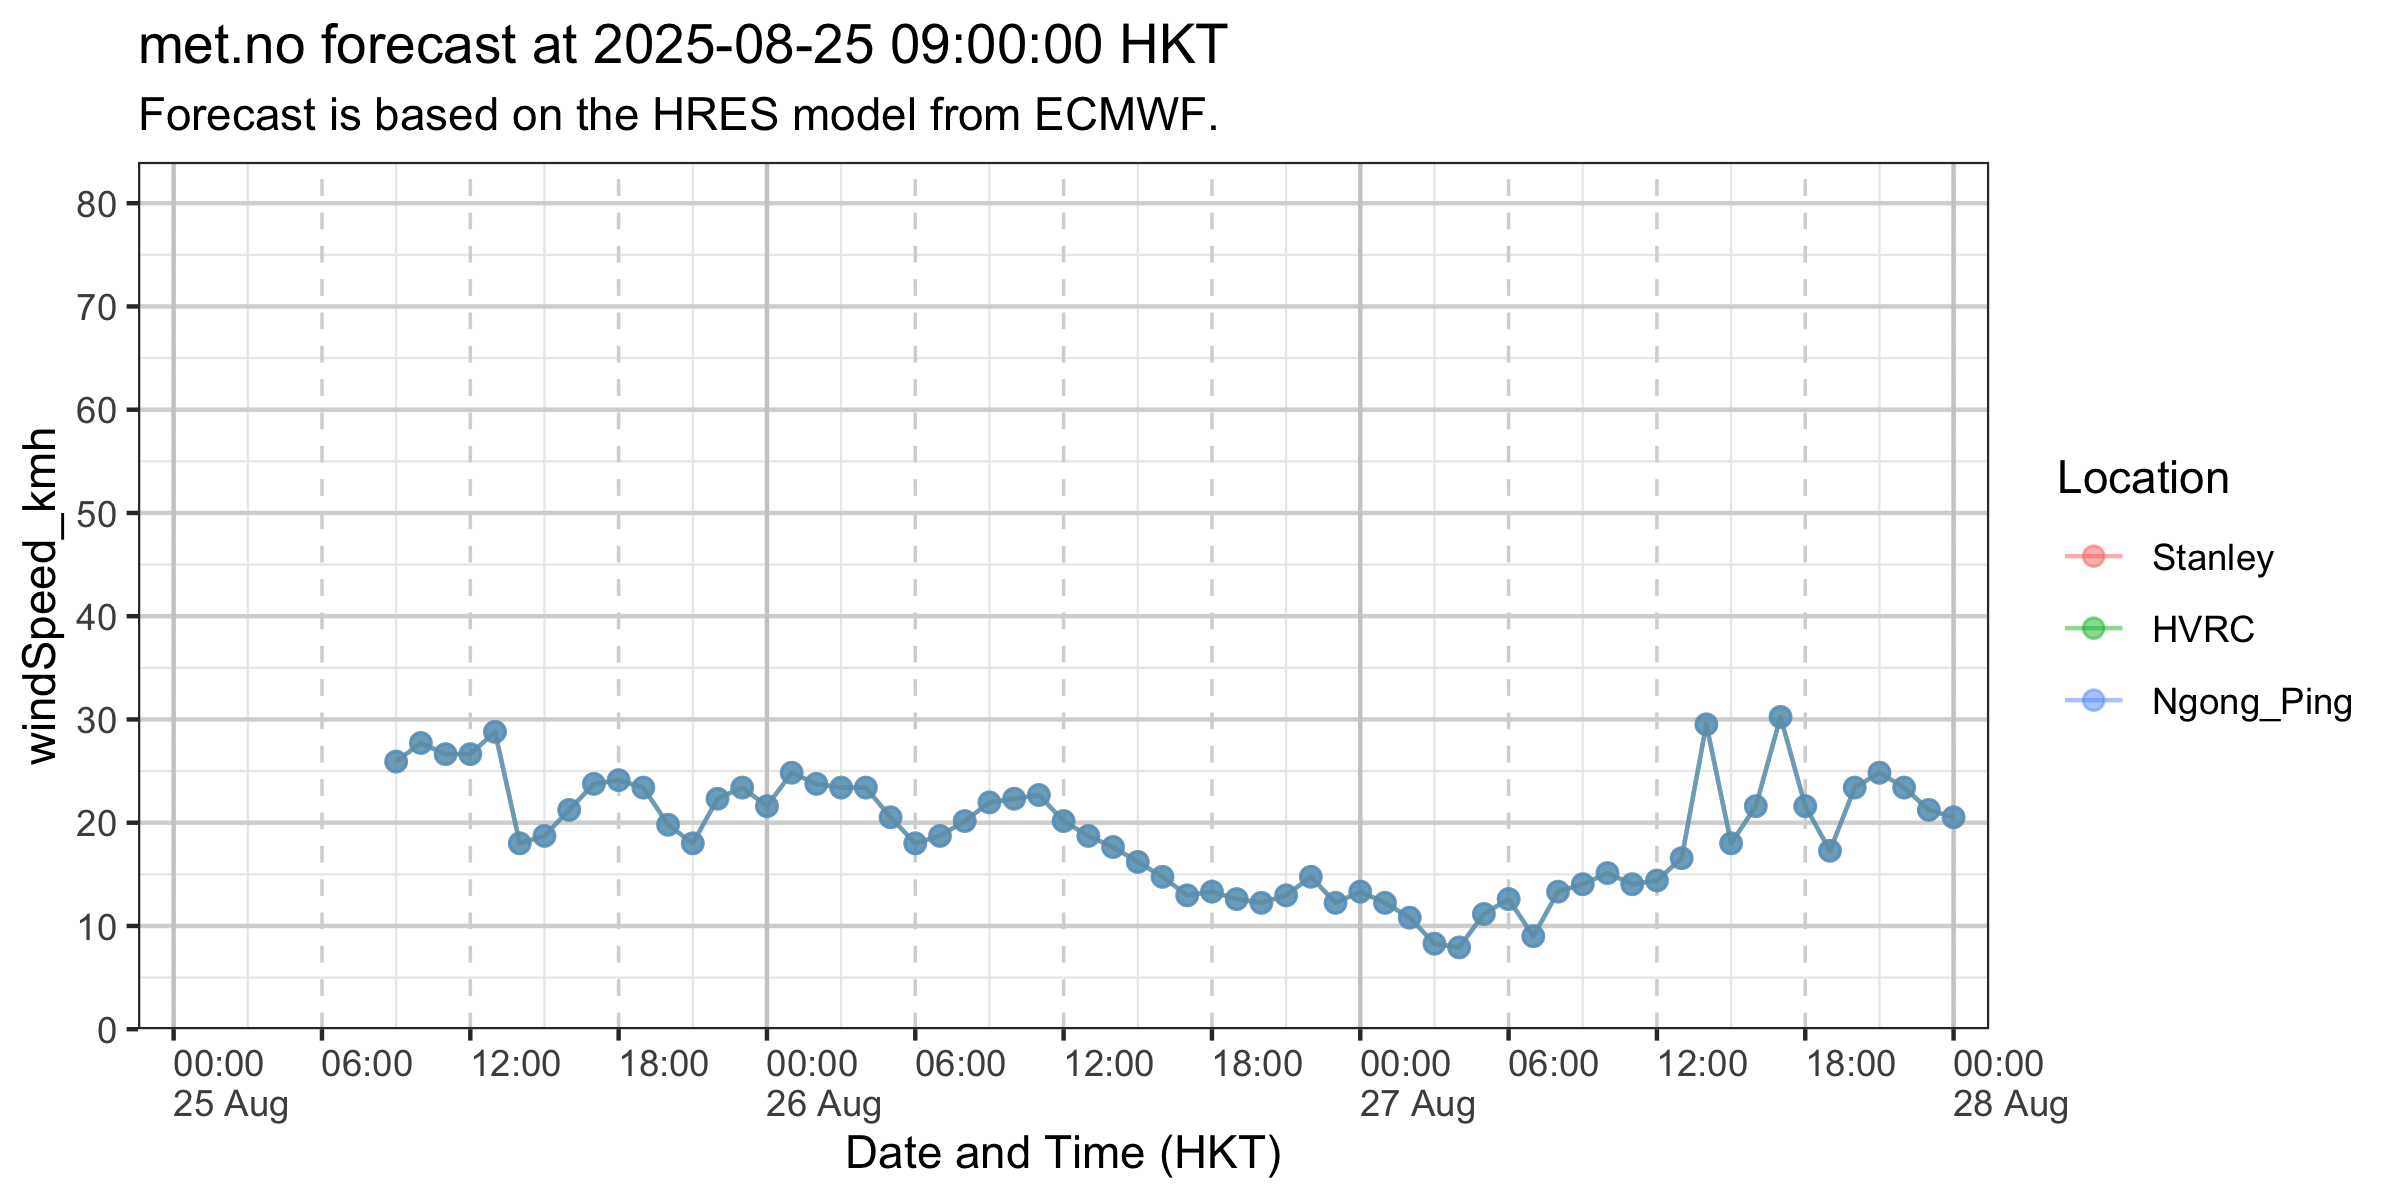 met.no forecast at 2025-08-25 09:00:00 HKT
Forecast is based on the HRES model from ECMWF.
windSpeed_kmh
80
70
60
50
40
30
20
10
0
00:00 06:00 12:00 18:00 00:00 06:00 12:00 18:00 00:00 06:00 12:00 18:00 00:00
25 Aug 26 Aug 27 Aug 28 Aug
Date and Time (HKT)
Location
Stanley
HVRC
Ngong_Ping